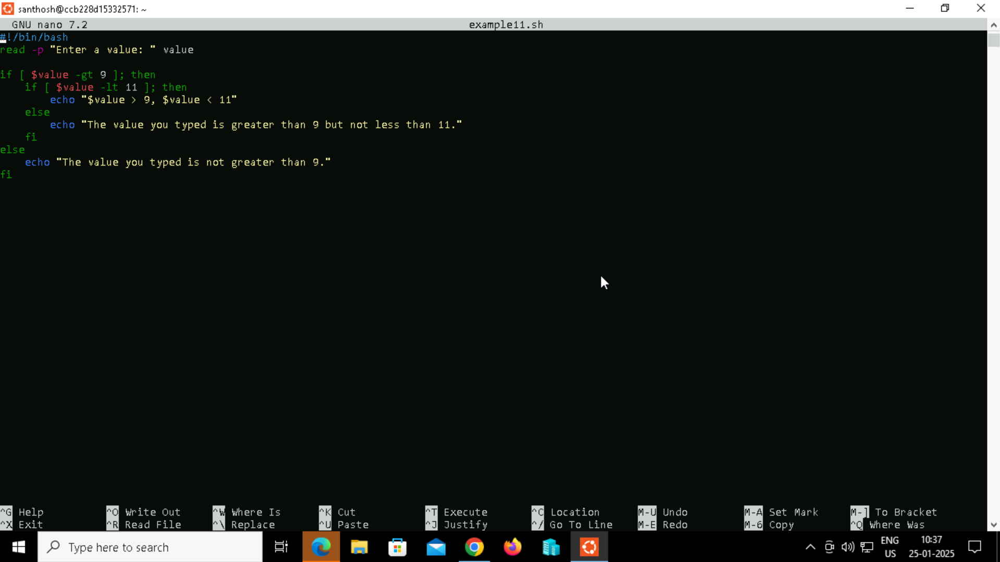 santhosh@ccb228d15332571: ~
GNU nano 7.2 example11.sh
#!/bin/bash
read -p "Enter a value: " value
if [ $value -gt 9 ]; then
    if [ $value -lt 11 ]; then
        echo "$value > 9, $value < 11"
    else
        echo "The value you typed is greater than 9 but not less than 11."
    fi
else
    echo "The value you typed is not greater than 9."
fi
^G Help ^O Write Out ^W Where Is ^K Cut ^T Execute ^C Location M-U Undo M-A Set Mark M-] To Bracket
^X Exit ^R Read File ^\ Replace ^U Paste ^J Justify ^/ Go To Line M-E Redo M-6 Copy ^Q Where Was
Type here to search
ENG
US
10:37
25-01-2025